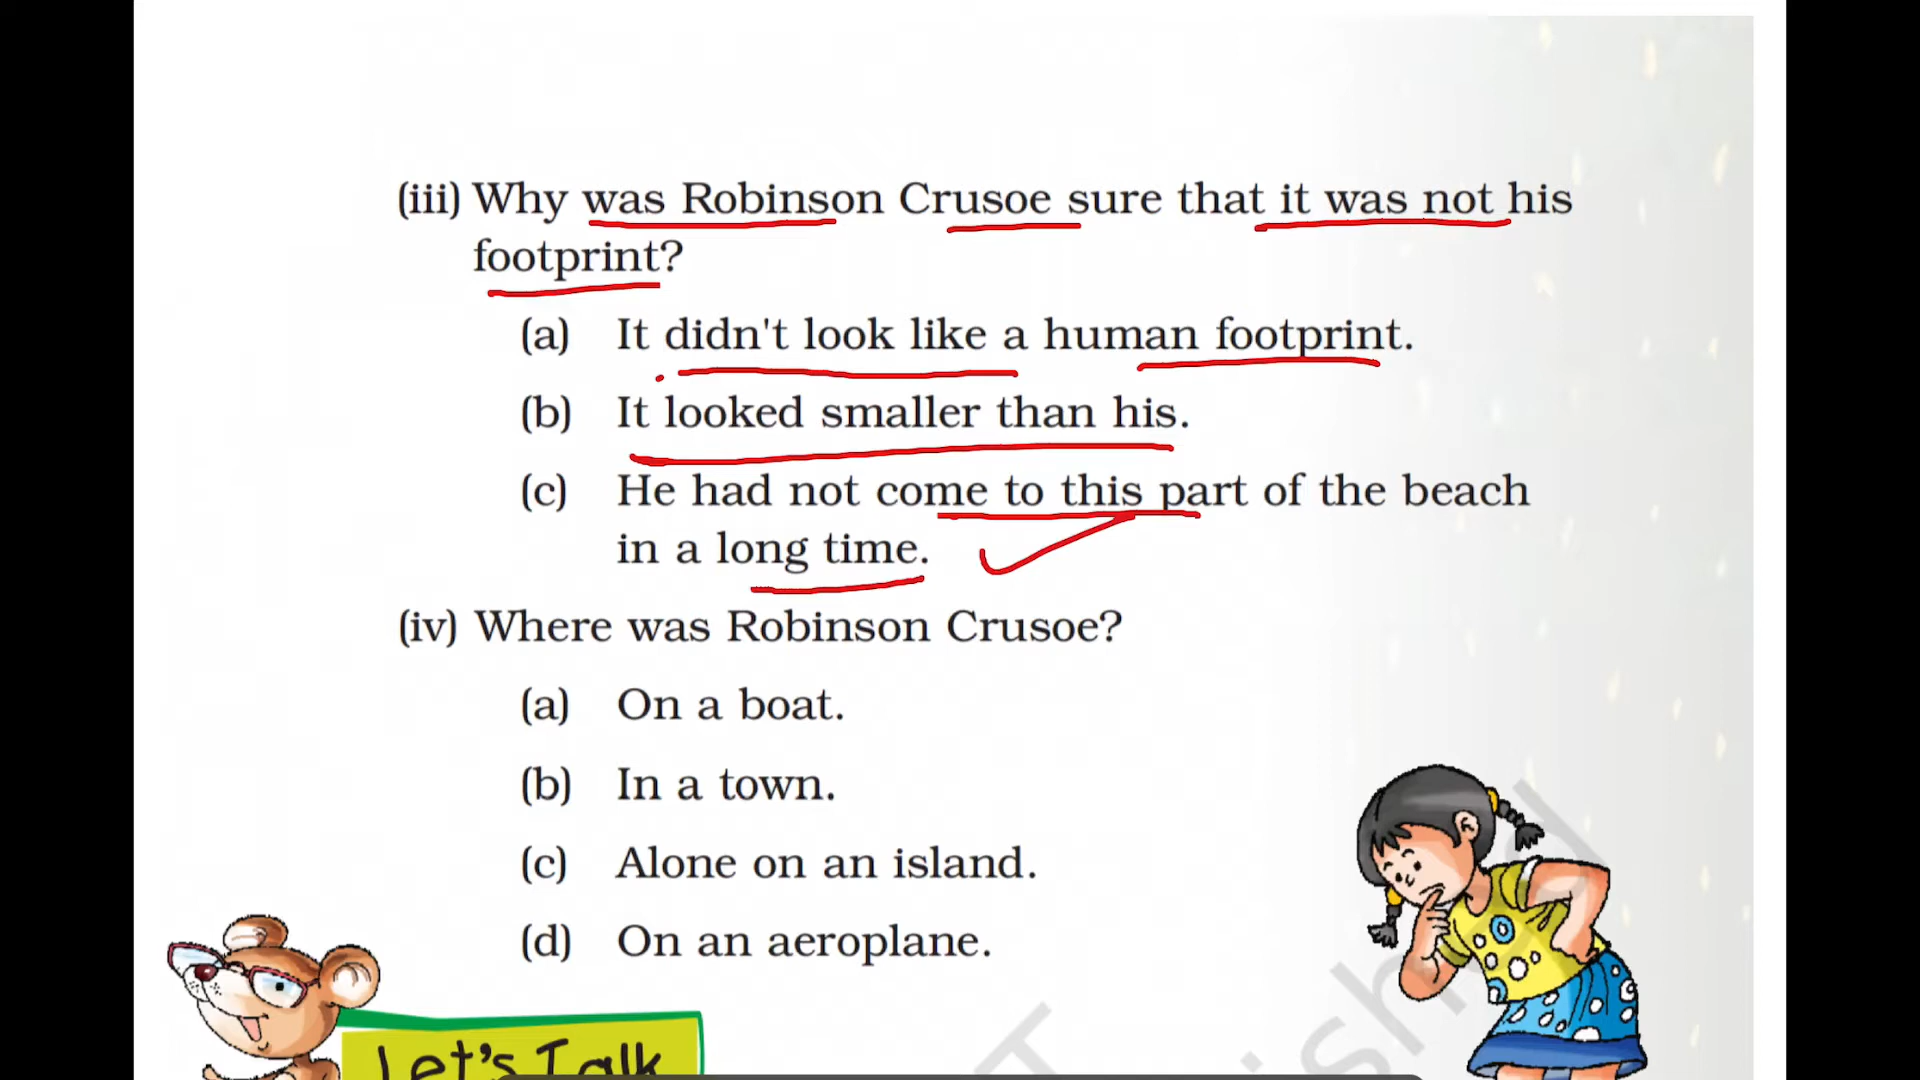 (iii) Why was Robinson Crusoe sure that it was not his
footprint?
(a) It didn't look like a human footprint.
(b) It looked smaller than his.
(c) He had not come to this part of the beach
in a long time.
(iv) Where was Robinson Crusoe?
(a) On a boat.
(b) In a town.
(c) Alone on an island.
(d) On an aeroplane.
Let's Talk